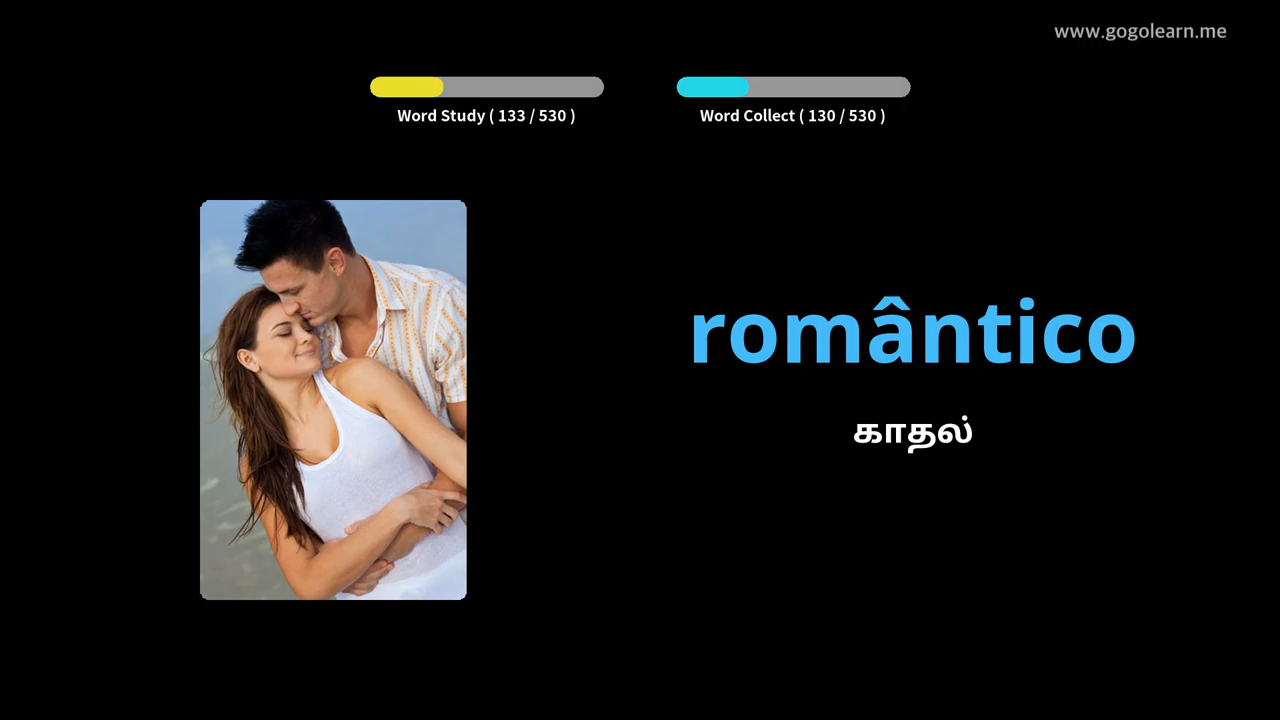 www.gogolearn.me
Word Study ( 133 / 530 )
Word Collect ( 130 / 530 )
romântico
காதல்